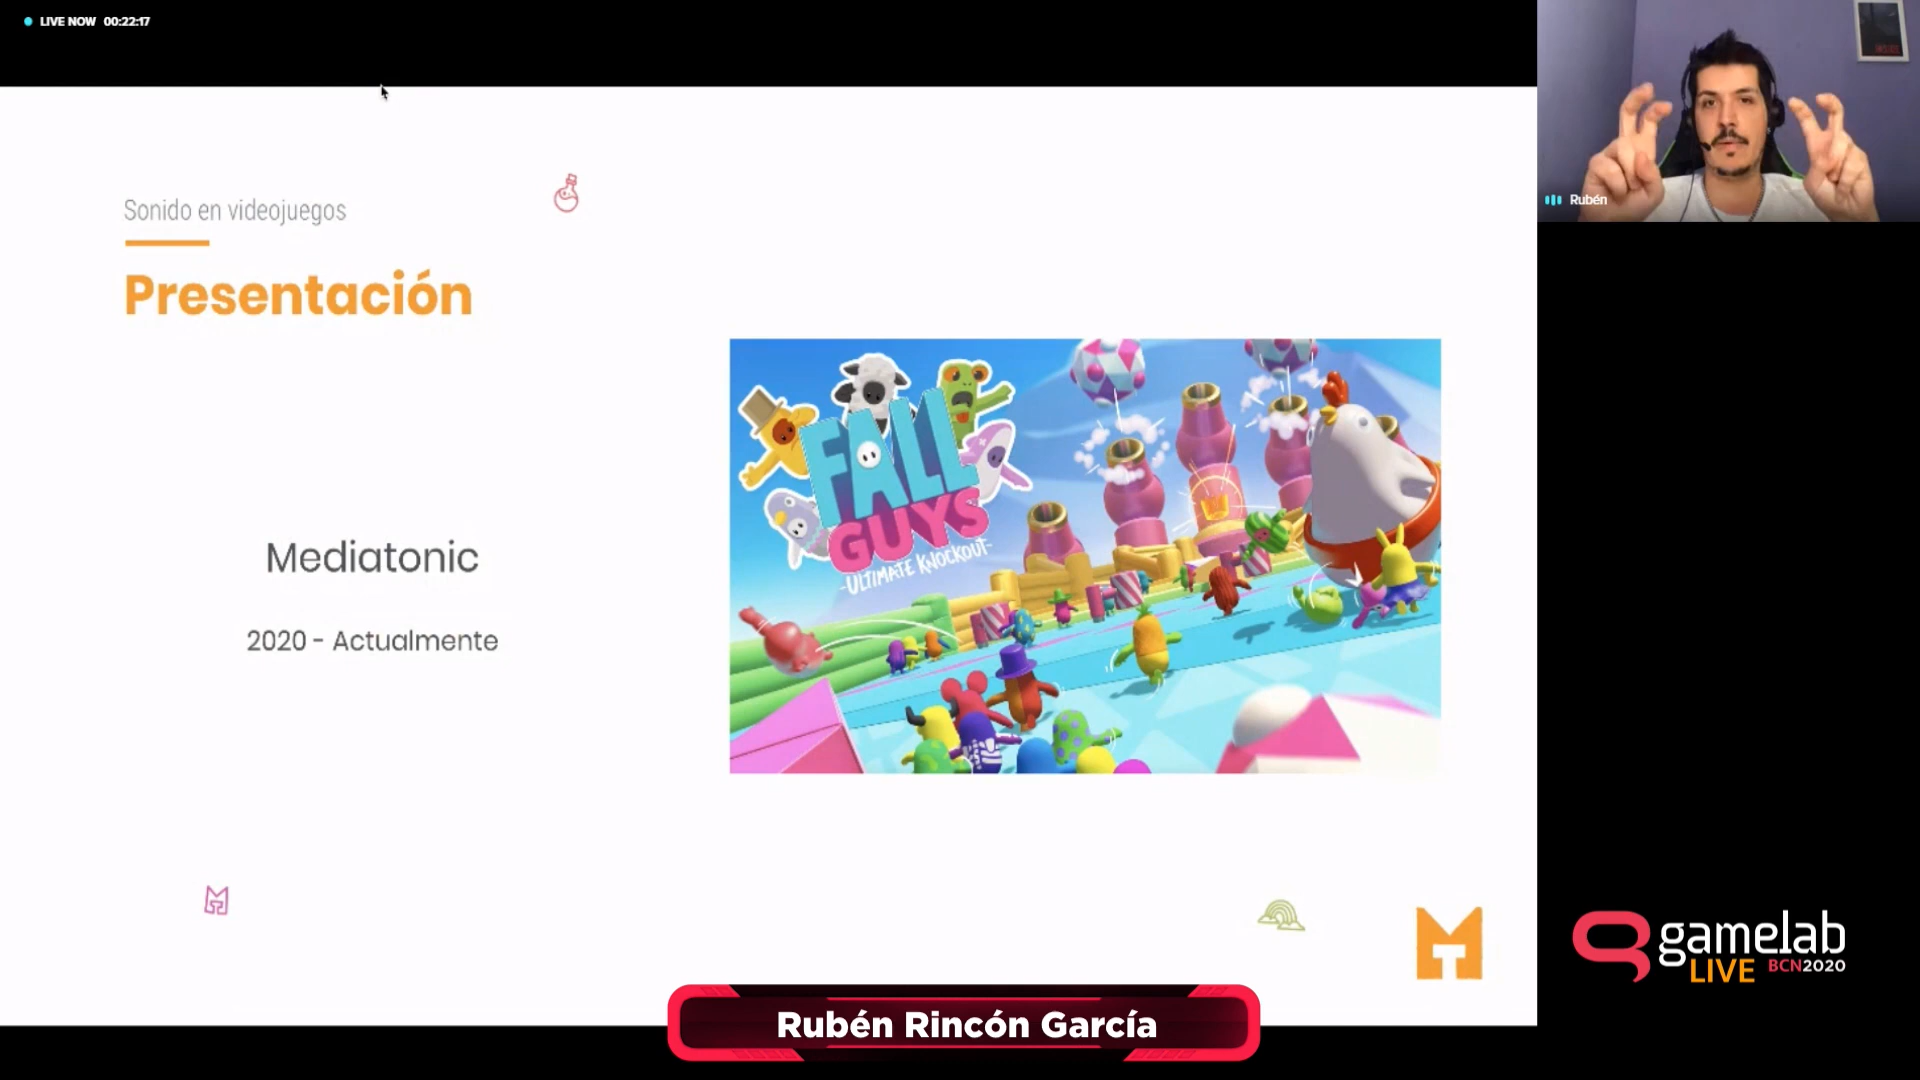 LIVE NOW 00:22:17
Sonido en videojuegos
Presentación
Mediatonic
2020 - Actualmente
FALL
GUYS
-ULTIMATE KNOCKOUT-
Rubén
gamelab
LIVE BCN2020
Rubén Rincón García